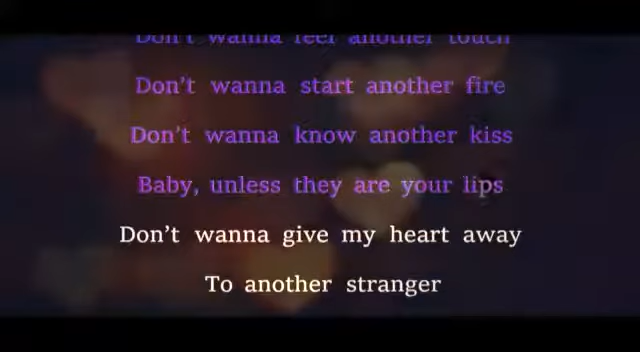 Don't wanna feel another touch
Don't wanna start another fire
Don't wanna know another kiss
Baby, unless they are your lips
Don't wanna give my heart away
To another stranger